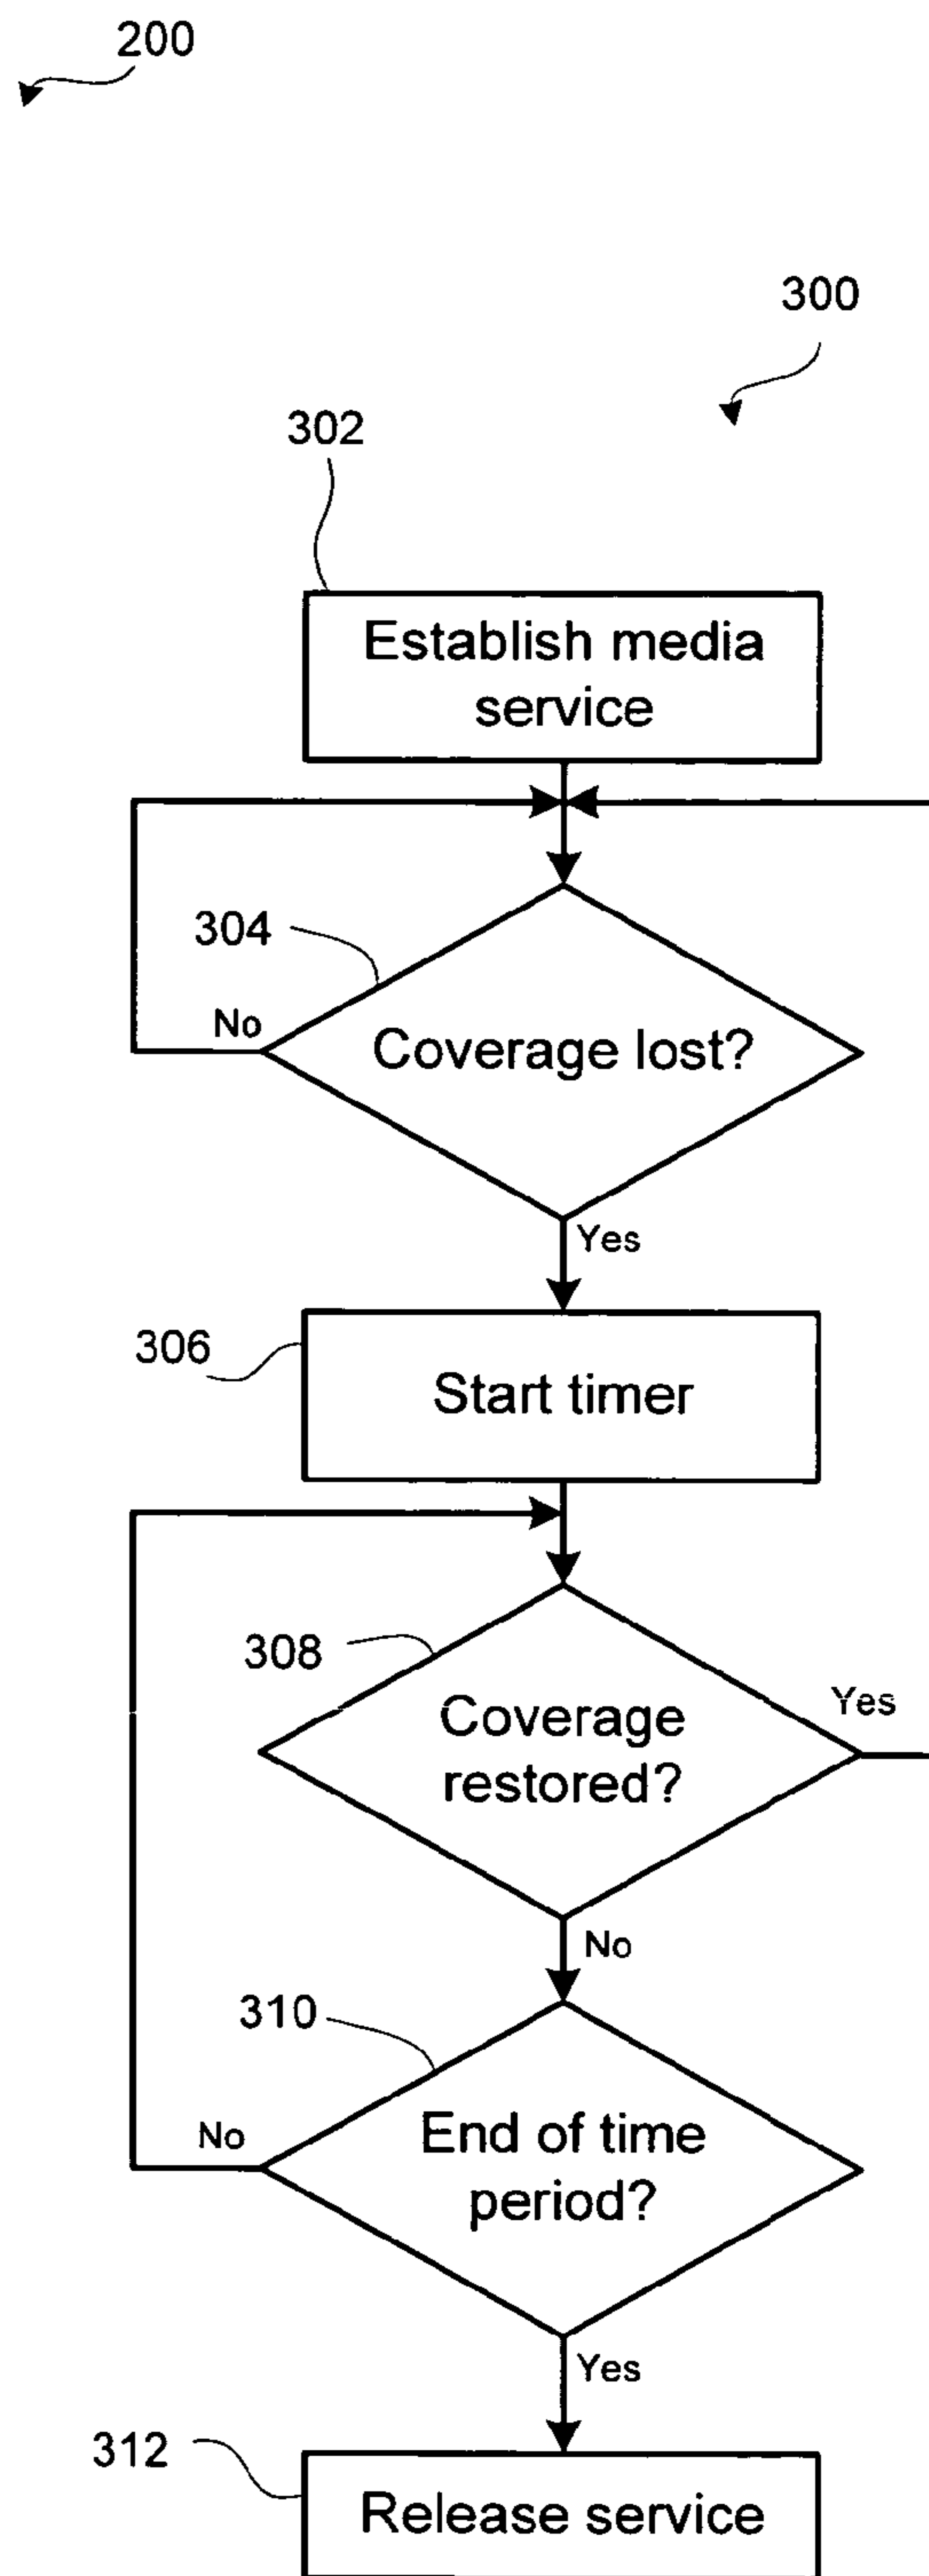 200
300
302
Establish media
service
304
No
Coverage lost?
Yes
306
Start timer
308
Coverage
restored?
Yes
No
310
End of time
period?
No
Yes
312
Release service